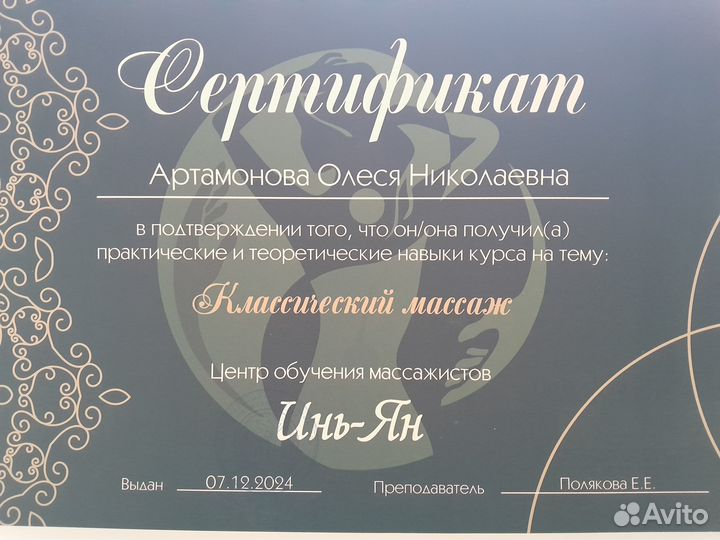 Сертификат
Артамонова Олеся Николаевна
в подтверждении того, что он/она получил(а)
практические и теоретические навыки курса на тему:
Классический массаж
Центр обучения массажистов
Инь-Ян
Выдан 07.12.2024 Преподаватель Полякова Е.Е.
Avito